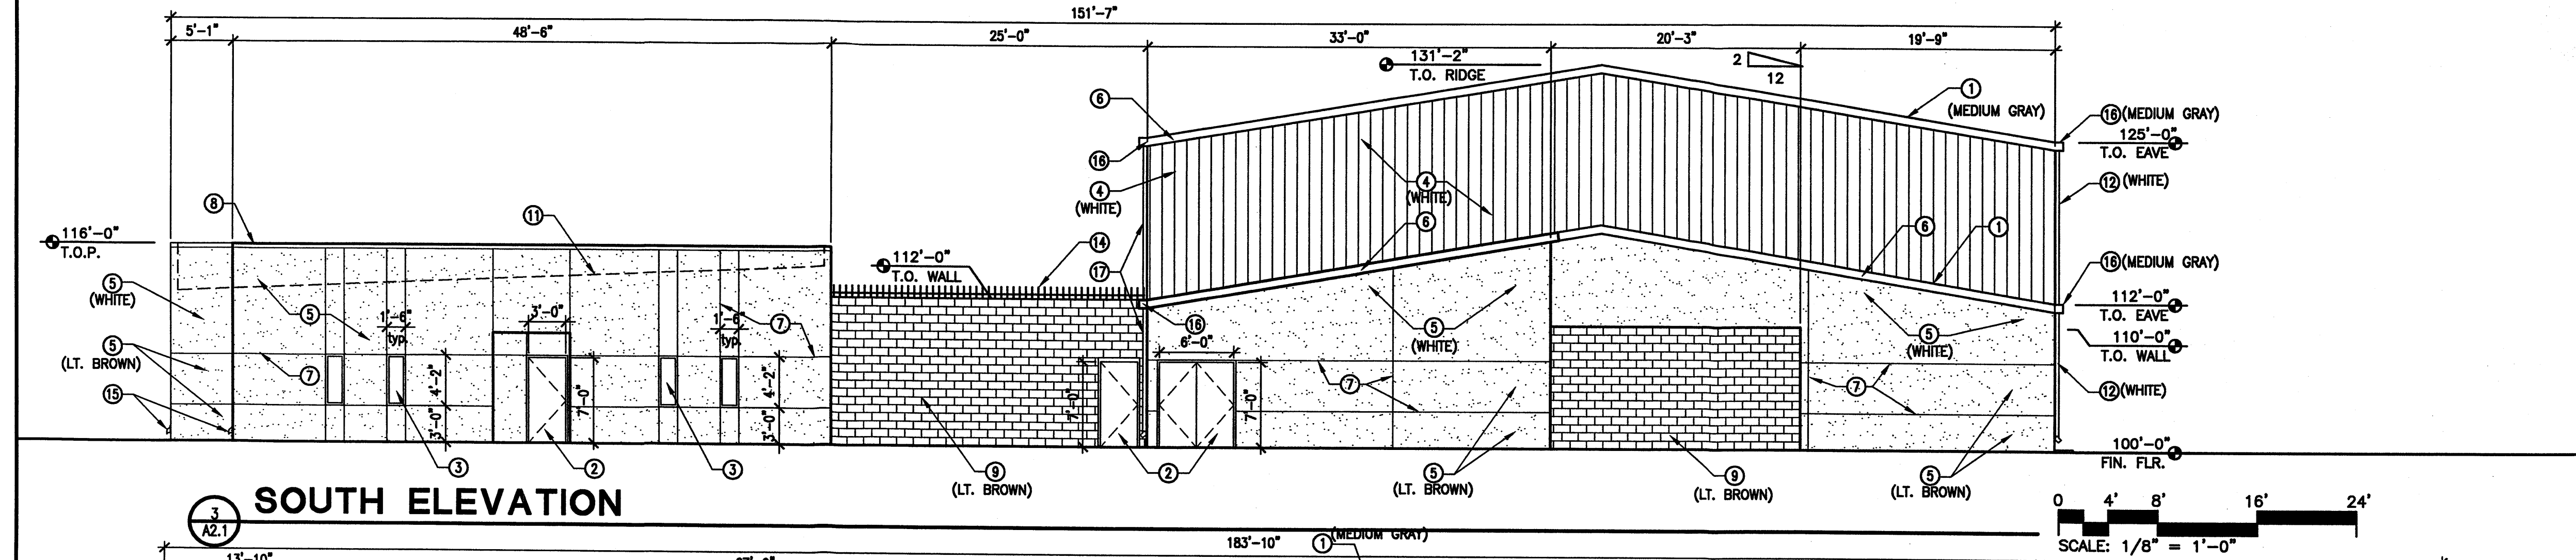 151'-7"
5'-1"
48'-6"
25'-0"
33'-0"
20'-3"
19'-9"
131'-2"
T.O. RIDGE
2
12
6
1
(MEDIUM GRAY)
16 (MEDIUM GRAY)
125'-0"
T.O. EAVE
16
4
(WHITE)
4
(WHITE)
12 (WHITE)
8
11
6
6
1
116'-0"
T.O.P.
14
112'-0"
T.O. WALL
17
16 (MEDIUM GRAY)
5
(WHITE)
5
1'-6"
typ.
3'-0"
1'-6"
typ.
7
16
5
(WHITE)
5
(WHITE)
112'-0"
T.O. EAVE
110'-0"
T.O. WALL
5
(LT. BROWN)
7
6'-0"
7
7
12 (WHITE)
15
4'-2"
3'-0"
7'-0"
4'-2"
3'-0"
7'-0"
7'-0"
100'-0"
FIN. FLR.
3
2
3
9
(LT. BROWN)
2
5
(LT. BROWN)
9
(LT. BROWN)
5
(LT. BROWN)
3
A2.1
SOUTH ELEVATION
0 4' 8' 16' 24'
SCALE: 1/8" = 1'-0"
183'-10"
1
(MEDIUM GRAY)
13'-10"